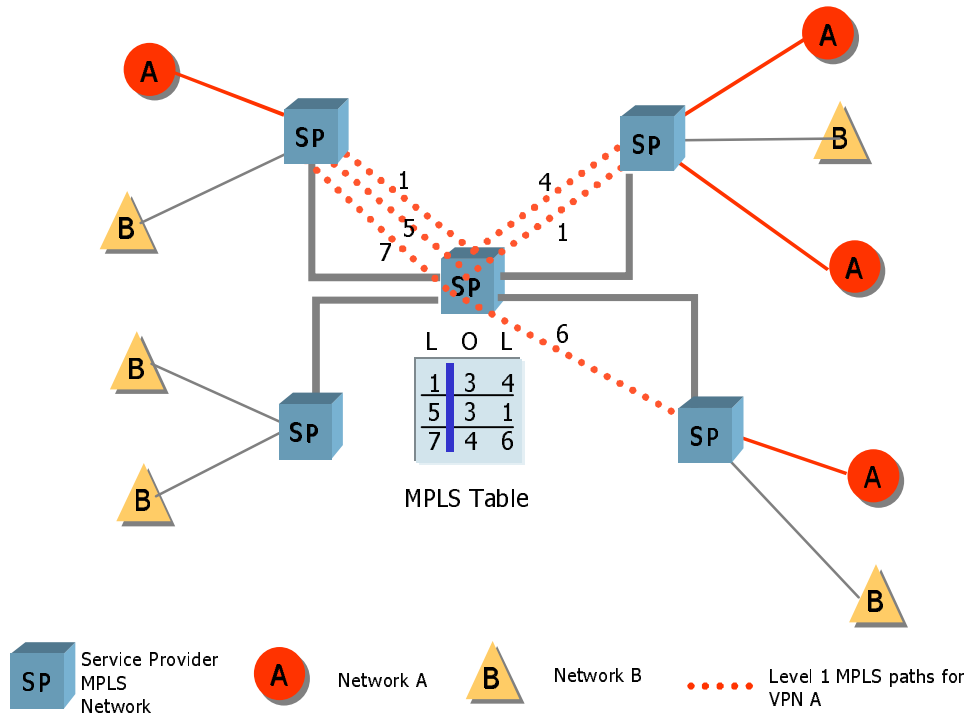 A
A
SP
SP
B
1
4
5
1
B
7
A
SP
6
L O L
1 3 4
5 3 1
7 4 6
B
SP
SP
A
B
MPLS Table
B
SP
Service Provider
MPLS
Network
A
Network A
B
Network B
Level 1 MPLS paths for
VPN A